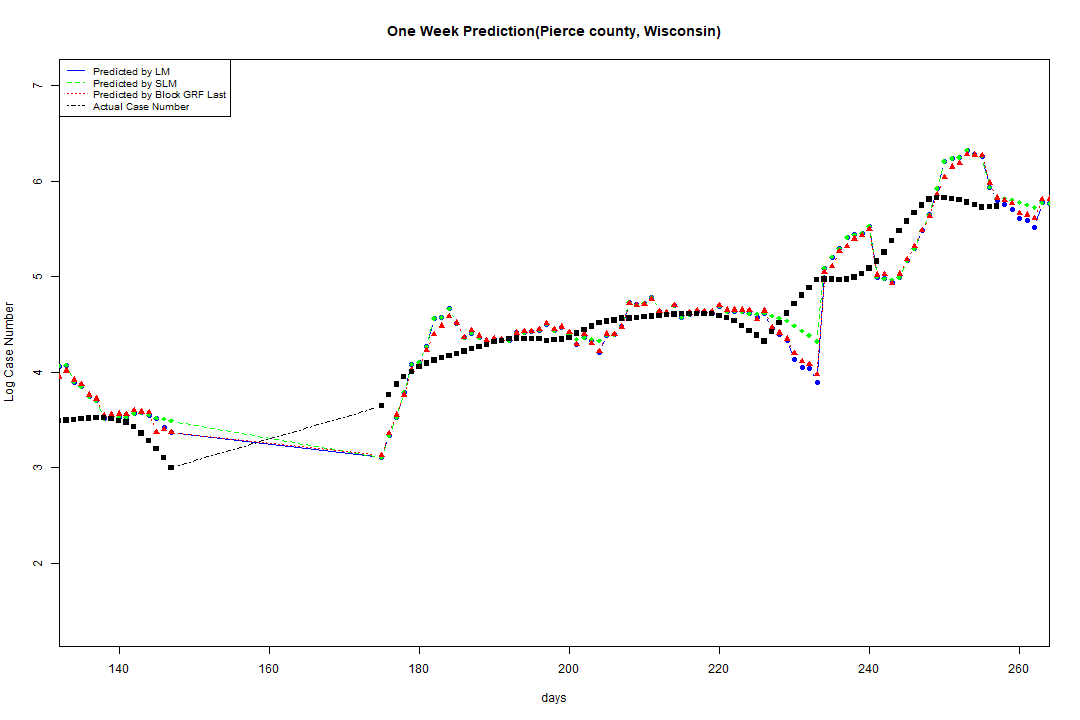 One Week Prediction(Pierce county, Wisconsin)
Predicted by LM
Predicted by SLM
Predicted by Block GRF Last
Actual Case Number
Log Case Number
7
6
5
4
3
2
140 160 180 200 220 240 260
days